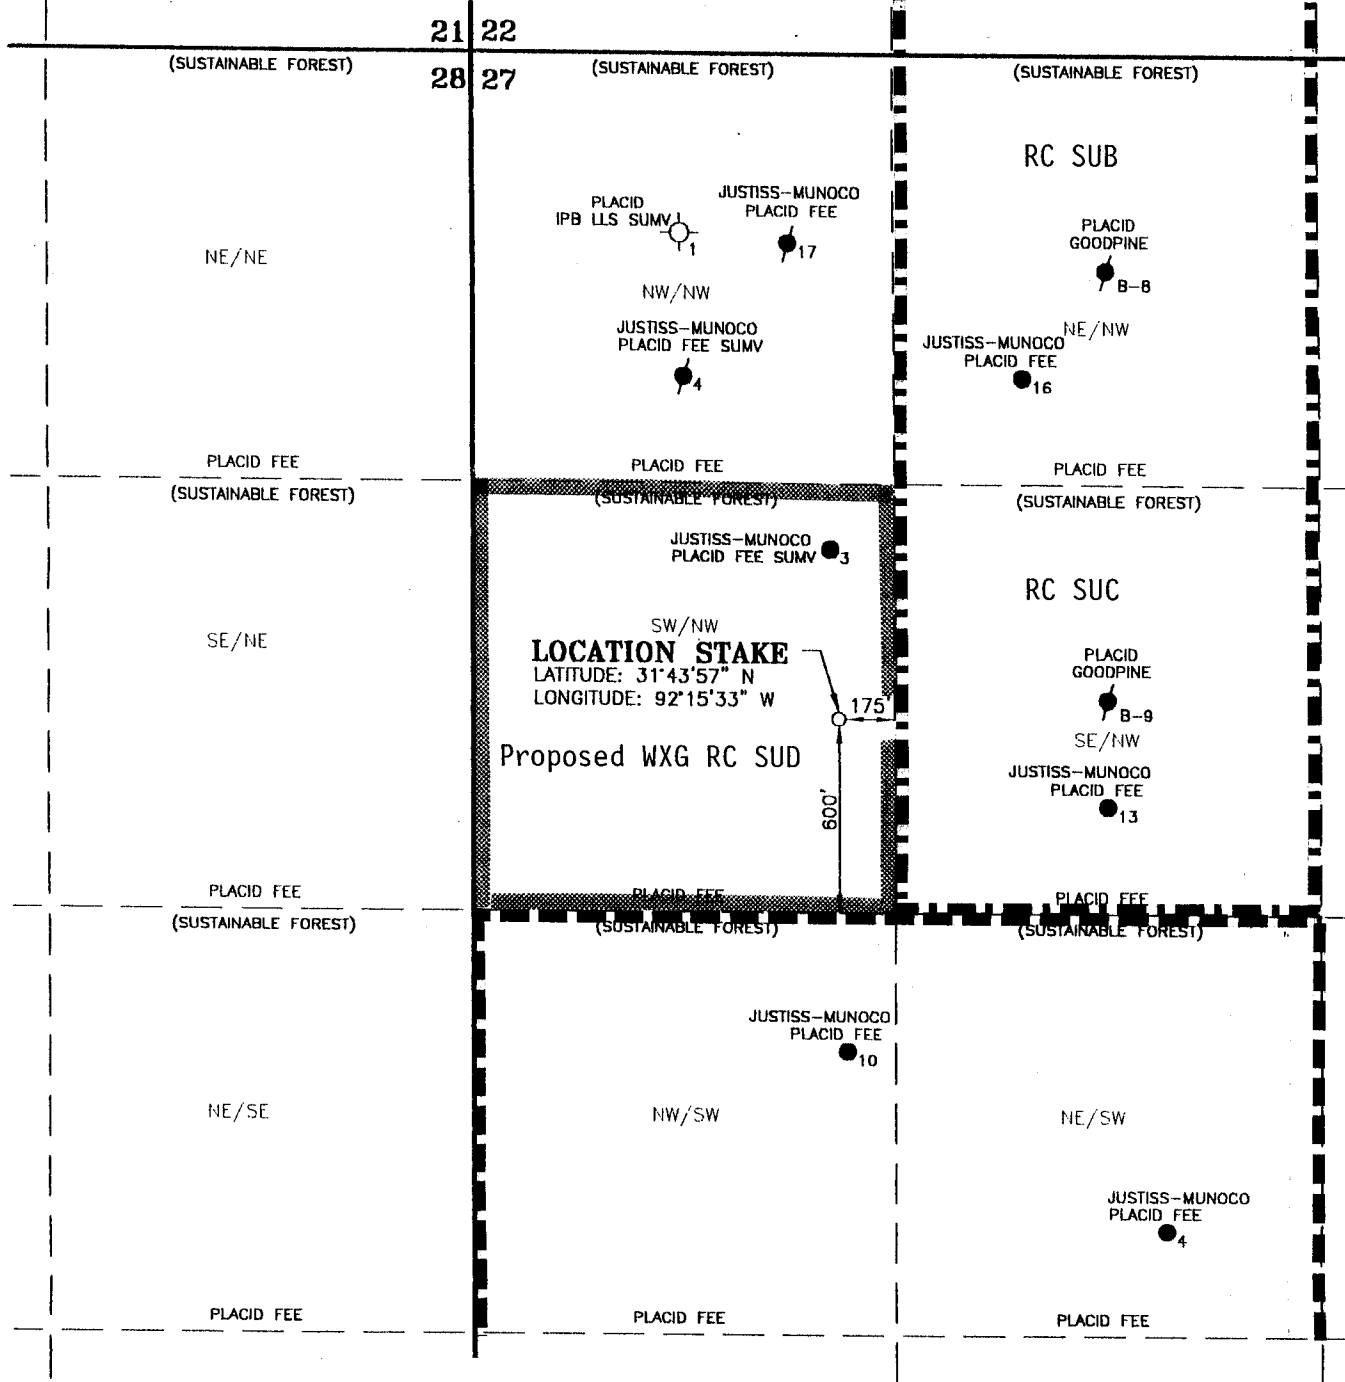 21 22
(SUSTAINABLE FOREST)
(SUSTAINABLE FOREST)
(SUSTAINABLE FOREST)
28 27
RC SUB
PLACID
IPB LLS SUMV
1
JUSTISS-MUNOCO
PLACID FEE
17
PLACID
GOODPINE
B-8
NE/NE
NW/NW
JUSTISS-MUNOCO
PLACID FEE SUMV
4
NE/NW
JUSTISS-MUNOCO
PLACID FEE
16
PLACID FEE
PLACID FEE
PLACID FEE
(SUSTAINABLE FOREST)
(SUSTAINABLE FOREST)
(SUSTAINABLE FOREST)
JUSTISS-MUNOCO
PLACID FEE SUMV
3
RC SUC
SE/NE
SW/NW
LOCATION STAKE
LATITUDE: 31°43'57" N
LONGITUDE: 92°15'33" W
175'
PLACID
GOODPINE
B-9
SE/NW
Proposed WXG RC SUD
600'
JUSTISS-MUNOCO
PLACID FEE
13
PLACID FEE
PLACID FEE
PLACID FEE
(SUSTAINABLE FOREST)
(SUSTAINABLE FOREST)
(SUSTAINABLE FOREST)
JUSTISS-MUNOCO
PLACID FEE
10
NE/SE
NW/SW
NE/SW
JUSTISS-MUNOCO
PLACID FEE
4
PLACID FEE
PLACID FEE
PLACID FEE